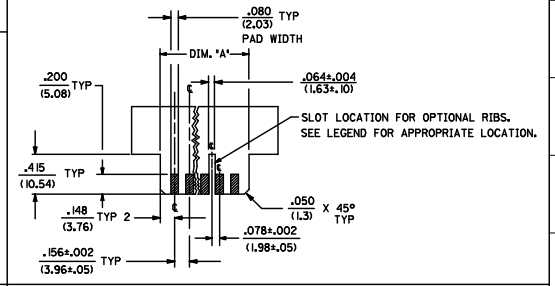 .080 TYP
(2.03)
PAD WIDTH
DIM. "A"
.200 TYP
(5.08)
.064±.004
(1.63±.10)
SLOT LOCATION FOR OPTIONAL RIBS.
SEE LEGEND FOR APPROPRIATE LOCATION.
.415 TYP
(10.54)
.148 TYP 2
(3.76)
.050 X 45°
(1.3) TYP
.078±.002
(1.98±.05)
.156±.002 TYP
(3.96±.05)